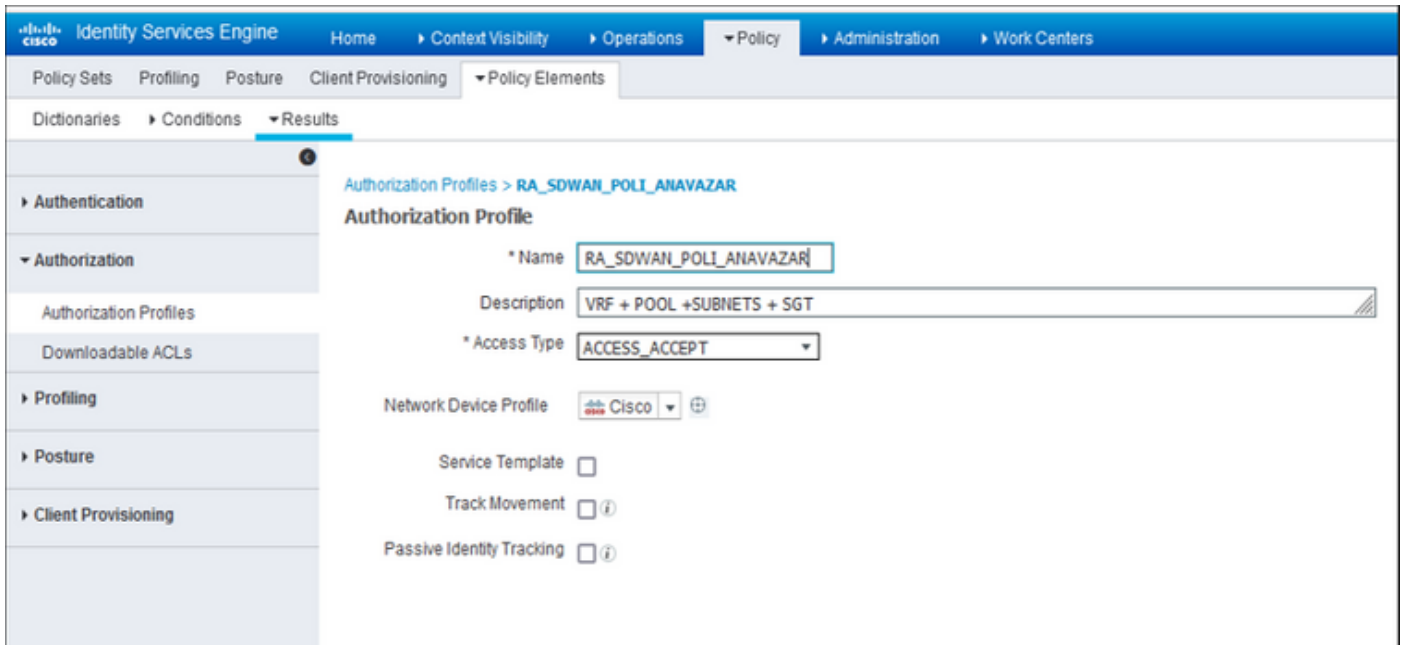 cisco Identity Services Engine Home Context Visibility Operations Policy Administration Work Centers
Policy Sets Profiling Posture Client Provisioning Policy Elements
Dictionaries Conditions Results
Authentication
Authorization
Authorization Profiles
Downloadable ACLs
Profiling
Posture
Client Provisioning
Authorization Profiles > RA_SDWAN_POLI_ANAVAZAR
Authorization Profile
* Name RA_SDWAN_POLI_ANAVAZAR
Description VRF + POOL +SUBNETS + SGT
* Access Type ACCESS_ACCEPT
Network Device Profile Cisco
Service Template
Track Movement i
Passive Identity Tracking i